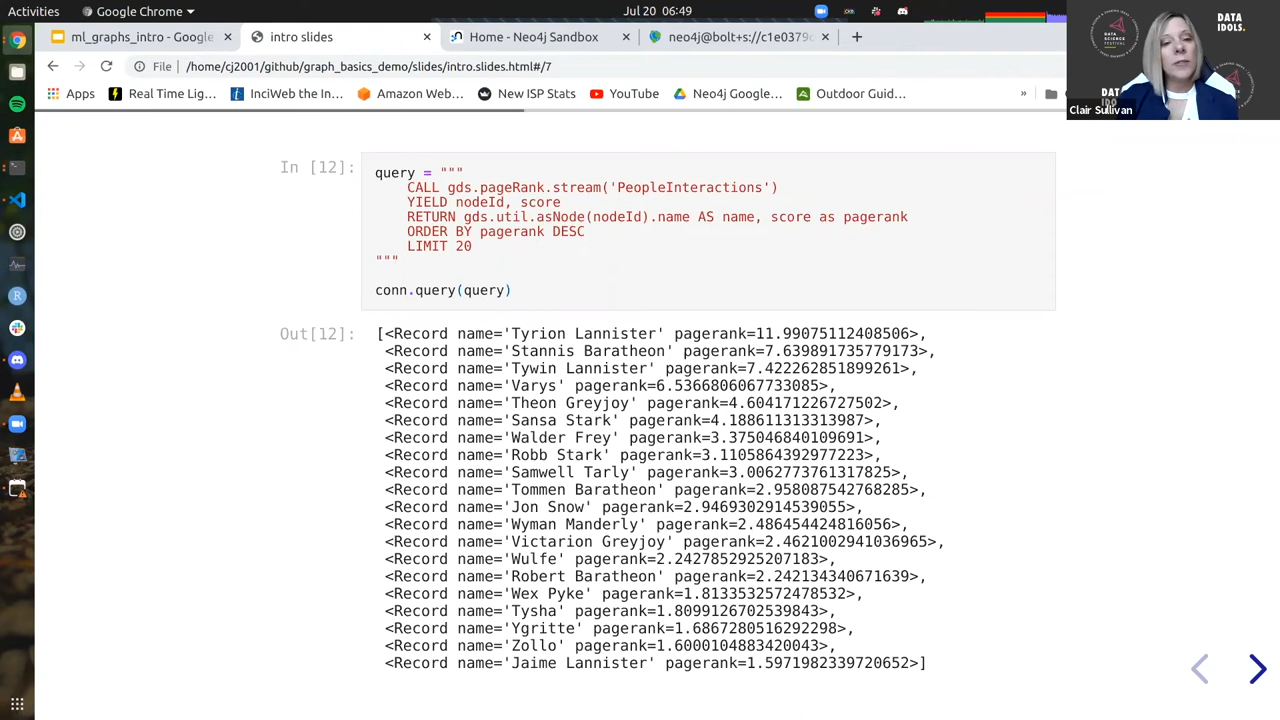 Activities
Google Chrome
Jul 20 06:49
ml_graphs_intro - Google
intro slides
Home - Neo4j Sandbox
neo4j@bolt+s://c1e0379c
File
/home/cj2001/github/graph_basics_demo/slides/intro.slides.html#/7
Apps
Real Time Lig…
InciWeb the In…
Amazon Web…
New ISP Stats
YouTube
Neo4j Google…
Outdoor Guid…
»
DATA SCIENCE FESTIVAL
DATA IDOLS.
Clair Sullivan
In [12]:
query = """
CALL gds.pageRank.stream('PeopleInteractions')
YIELD nodeId, score
RETURN gds.util.asNode(nodeId).name AS name, score as pagerank
ORDER BY pagerank DESC
LIMIT 20
"""
conn.query(query)
Out[12]:
[<Record name='Tyrion Lannister' pagerank=11.99075112408506>,
<Record name='Stannis Baratheon' pagerank=7.639891735779173>,
<Record name='Tywin Lannister' pagerank=7.422262851899261>,
<Record name='Varys' pagerank=6.5366806067733085>,
<Record name='Theon Greyjoy' pagerank=4.604171226727502>,
<Record name='Sansa Stark' pagerank=4.188611313313987>,
<Record name='Walder Frey' pagerank=3.375046840109691>,
<Record name='Robb Stark' pagerank=3.1105864392977223>,
<Record name='Samwell Tarly' pagerank=3.0062773761317825>,
<Record name='Tommen Baratheon' pagerank=2.958087542768285>,
<Record name='Jon Snow' pagerank=2.9469302914539055>,
<Record name='Wyman Manderly' pagerank=2.486454424816056>,
<Record name='Victarion Greyjoy' pagerank=2.4621002941036965>,
<Record name='Wulfe' pagerank=2.2427852925207183>,
<Record name='Robert Baratheon' pagerank=2.242134340671639>,
<Record name='Wex Pyke' pagerank=1.8133532572478532>,
<Record name='Tysha' pagerank=1.8099126702539843>,
<Record name='Ygritte' pagerank=1.6867280516292298>,
<Record name='Zollo' pagerank=1.6000104883420043>,
<Record name='Jaime Lannister' pagerank=1.5971982339720652>]